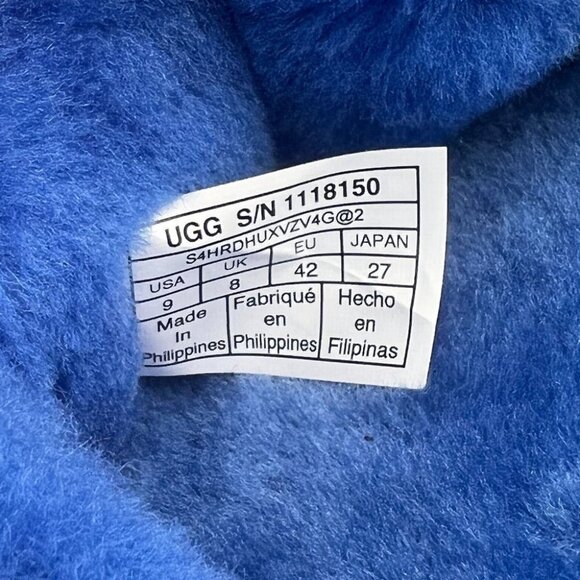 UGG S/N 1118150
S4HRDHUXVZV4G@2
USA UK EU JAPAN
9 8 42 27
Made Fabriqué Hecho
In en en
Philippines Philippines Filipinas